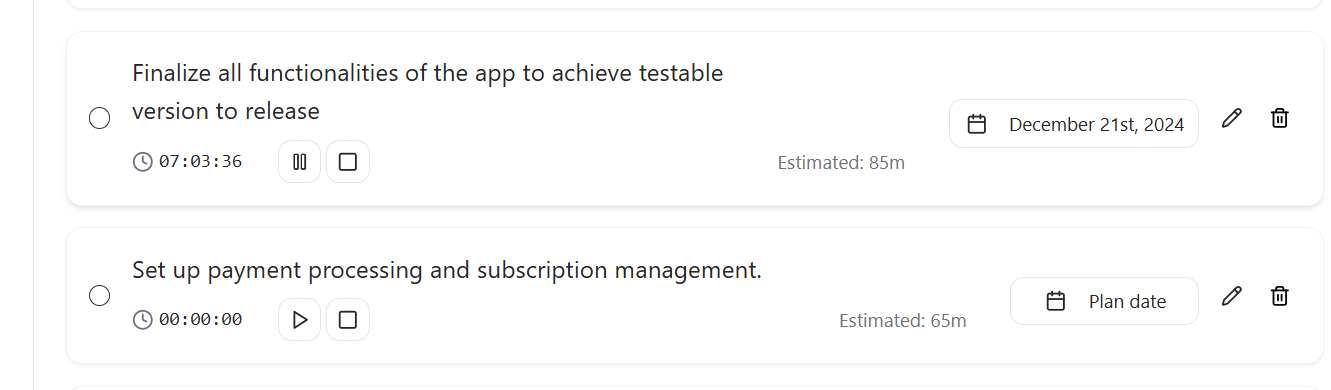 Finalize all functionalities of the app to achieve testable
version to release
December 21st, 2024
07:03:36
Estimated: 85m
Set up payment processing and subscription management.
Plan date
00:00:00
Estimated: 65m